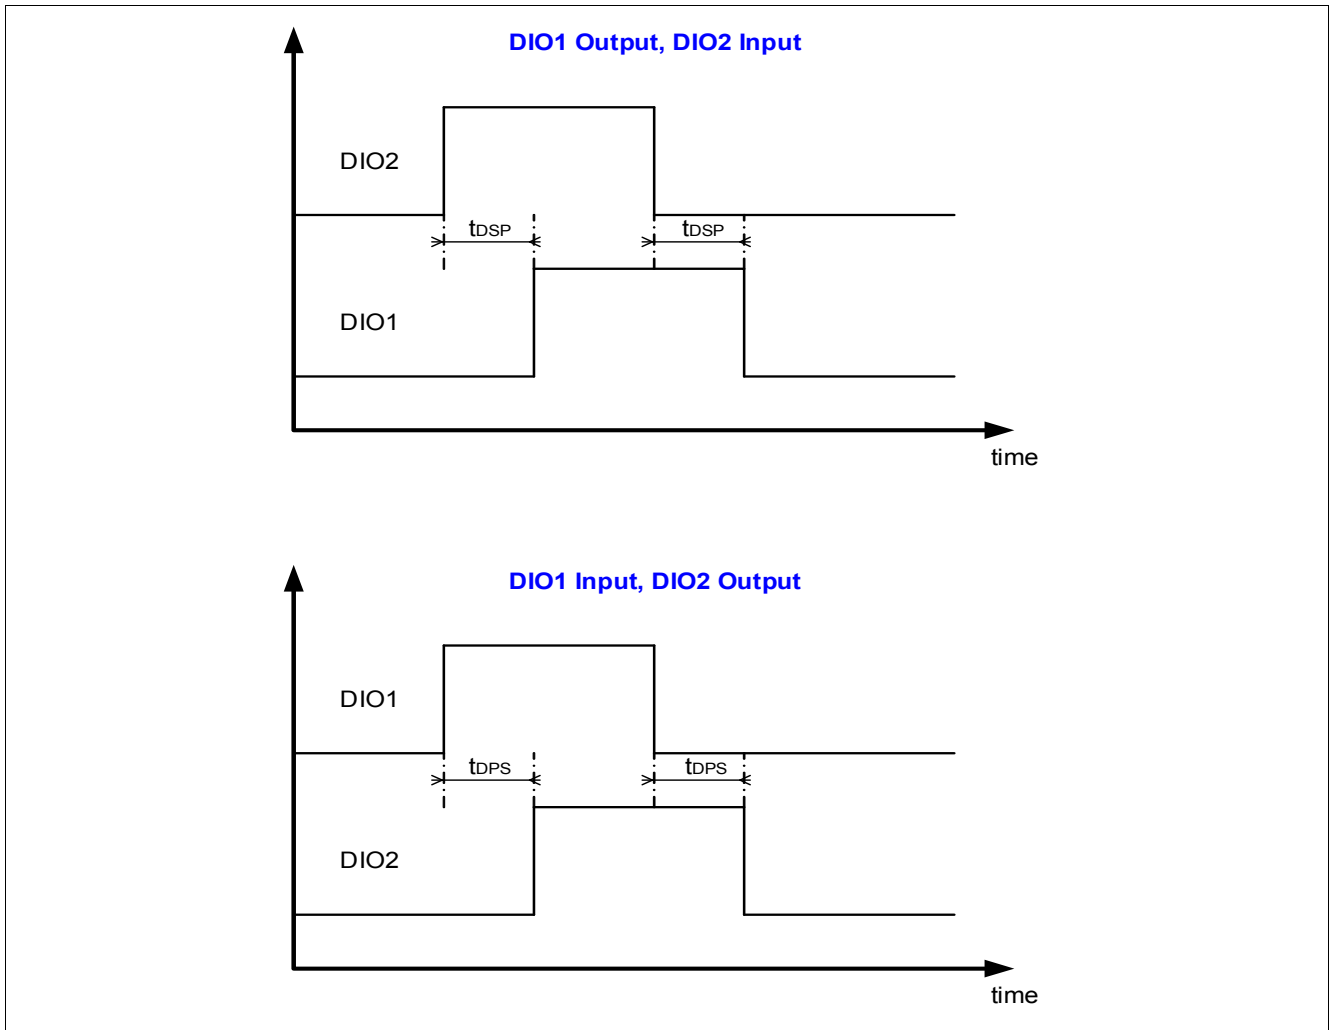 DIO1 Output, DIO2 Input
DIO2
tDSP tDSP
DIO1
time
DIO1 Input, DIO2 Output
DIO1
tDPS tDPS
DIO2
time